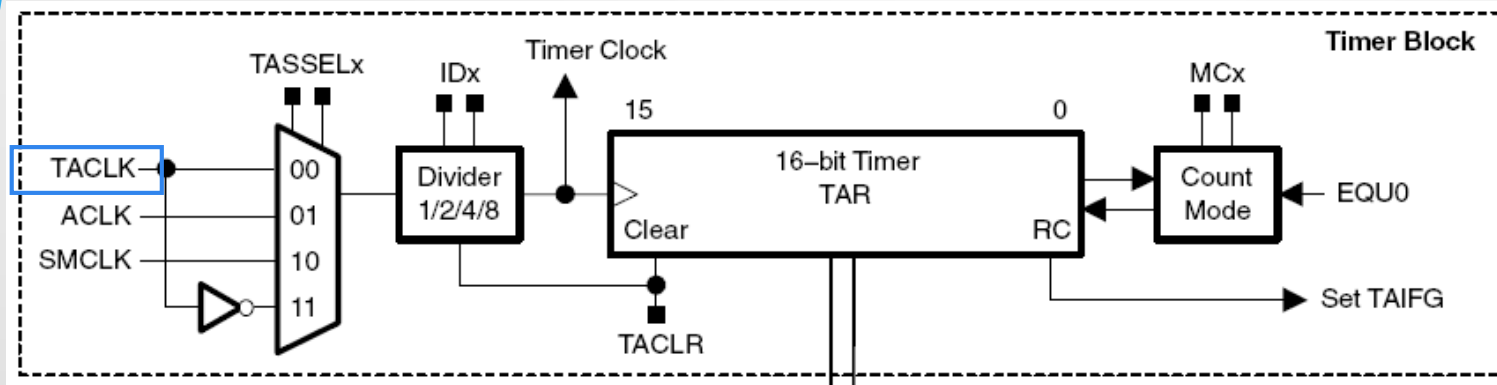 Timer Block
Timer Clock
TASSELx
IDx
MCx
15
0
TACLK
00
Divider
1/2/4/8
16–bit Timer
TAR
Count
Mode
EQU0
ACLK
01
Clear
RC
SMCLK
10
11
Set TAIFG
TACLR